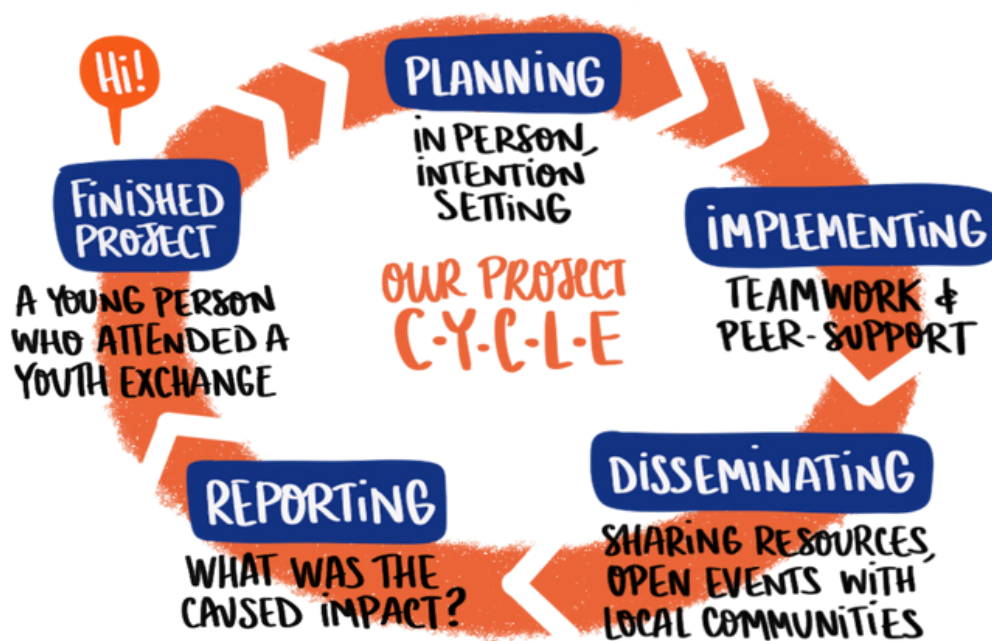 Hi!
PLANNING
IN PERSON,
INTENTION
SETTING
IMPLEMENTING
TEAMWORK &
PEER-SUPPORT
DISSEMINATING
SHARING RESOURCES,
OPEN EVENTS WITH
LOCAL COMMUNITIES
REPORTING
WHAT WAS THE
CAUSED IMPACT?
FINISHED
PROJECT
A YOUNG PERSON
WHO ATTENDED A
YOUTH EXCHANGE
OUR PROJECT
C·Y·C·L·E